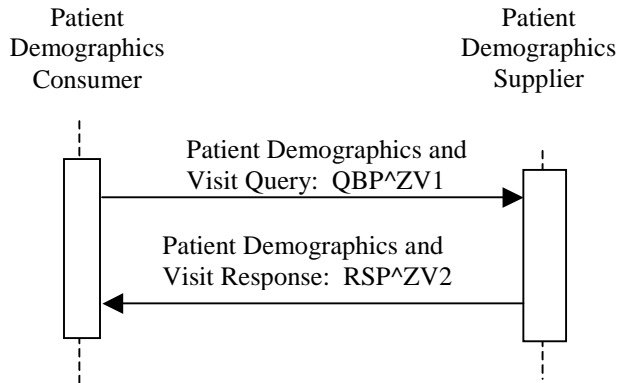 Patient
Demographics
Consumer
Patient
Demographics
Supplier
Patient Demographics and
Visit Query: QBP^ZV1
Patient Demographics and
Visit Response: RSP^ZV2